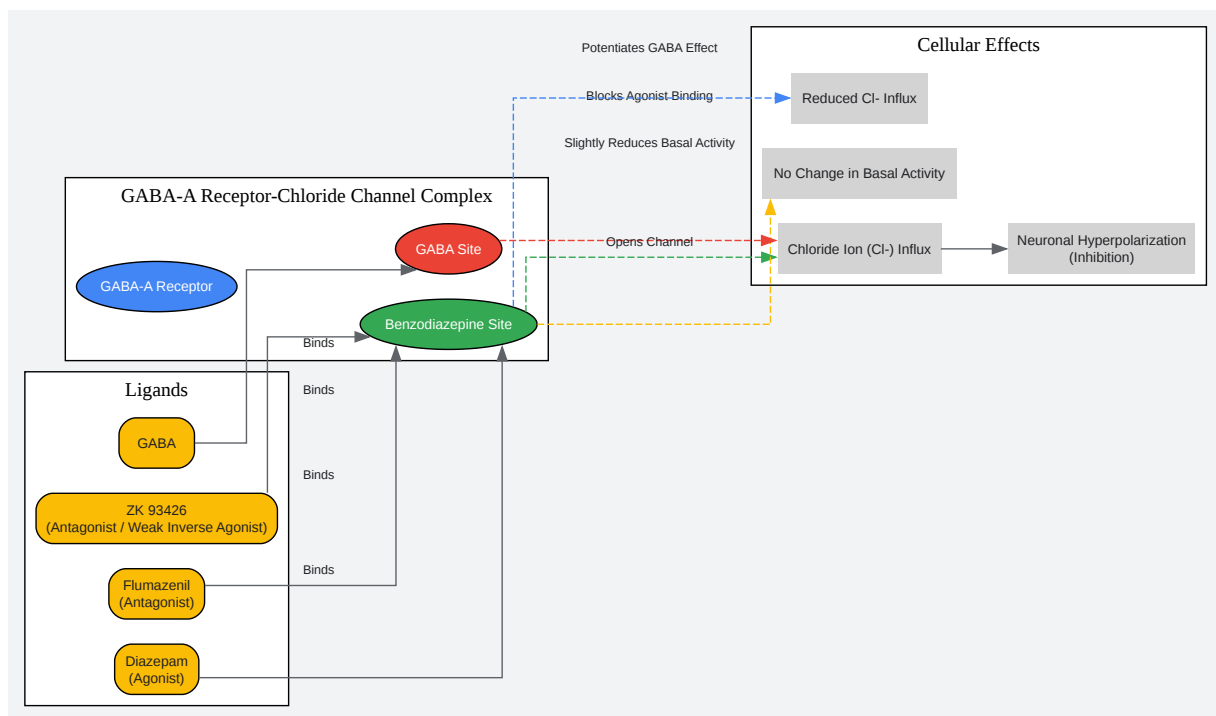 Potentiates GABA Effect
Cellular Effects
Blocks Agonist Binding
Reduced Cl- Influx
Slightly Reduces Basal Activity
No Change in Basal Activity
GABA-A Receptor-Chloride Channel Complex
GABA Site
Opens Channel
Chloride Ion (Cl-) Influx
Neuronal Hyperpolarization
(Inhibition)
GABA-A Receptor
Benzodiazepine Site
Binds
Ligands
Binds
GABA
Binds
ZK 93426
(Antagonist / Weak Inverse Agonist)
Binds
Flumazenil
(Antagonist)
Diazepam
(Agonist)